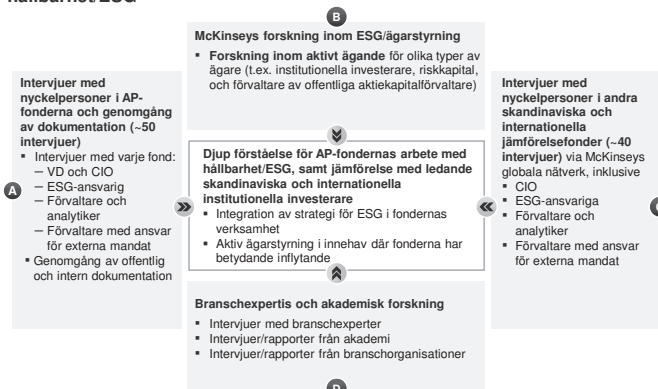 hållbarhet/ESG
B
McKinseys forskning inom ESG/ägarstyrning
▪ Forskning inom aktivt ägande för olika typer av
ägare (t.ex. institutionella investerare, riskkapital,
och förvaltare av offentliga aktiekapitalförvaltare)
A
Intervjuer med
nyckelpersoner i AP-
fonderna och genomgång
av dokumentation (~50
intervjuer)
▪ Intervjuer med varje fond:
– VD och CIO
– ESG-ansvarig
– Förvaltare och
analytiker
– Förvaltare med ansvar
för externa mandat
▪ Genomgång av offentlig
och intern dokumentation
Djup förståelse för AP-fondernas arbete med
hållbarhet/ESG, samt jämförelse med ledande
skandinaviska och internationella
institutionella investerare
▪ Integration av strategi för ESG i fondernas
verksamhet
▪ Aktiv ägarstyrning i innehav där fonderna har
betydande inflytande
Intervjuer med
nyckelpersoner i andra
skandinaviska och
internationella
jämförelsefonder (~40
intervjuer) via McKinseys
globala nätverk, inklusive
▪ CIO
▪ ESG-ansvariga
▪ Förvaltare och
analytiker
▪ Förvaltare med ansvar
för externa mandat
Branschexpertis och akademisk forskning
▪ Intervjuer med branschexperter
▪ Intervjuer/rapporter från akademi
▪ Intervjuer/rapporter från branschorganisationer